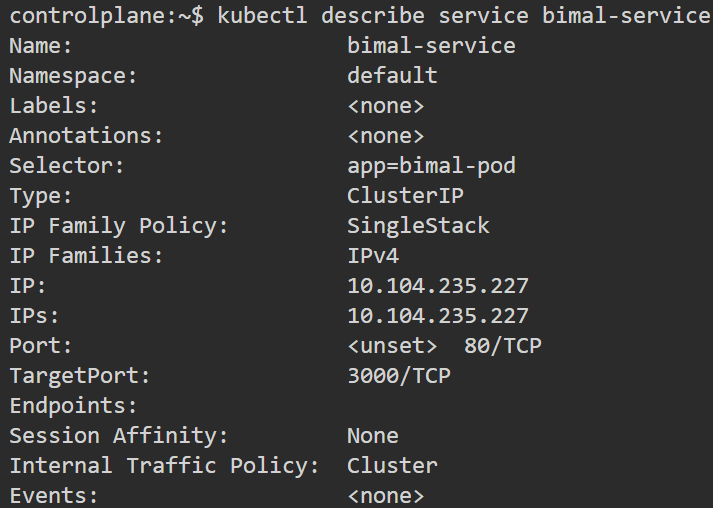 controlplane:~$ kubectl describe service bimal-service
Name:                     bimal-service
Namespace:                default
Labels:                   <none>
Annotations:              <none>
Selector:                 app=bimal-pod
Type:                     ClusterIP
IP Family Policy:         SingleStack
IP Families:              IPv4
IP:                       10.104.235.227
IPs:                      10.104.235.227
Port:                     <unset>  80/TCP
TargetPort:               3000/TCP
Endpoints:
Session Affinity:         None
Internal Traffic Policy:  Cluster
Events:                   <none>